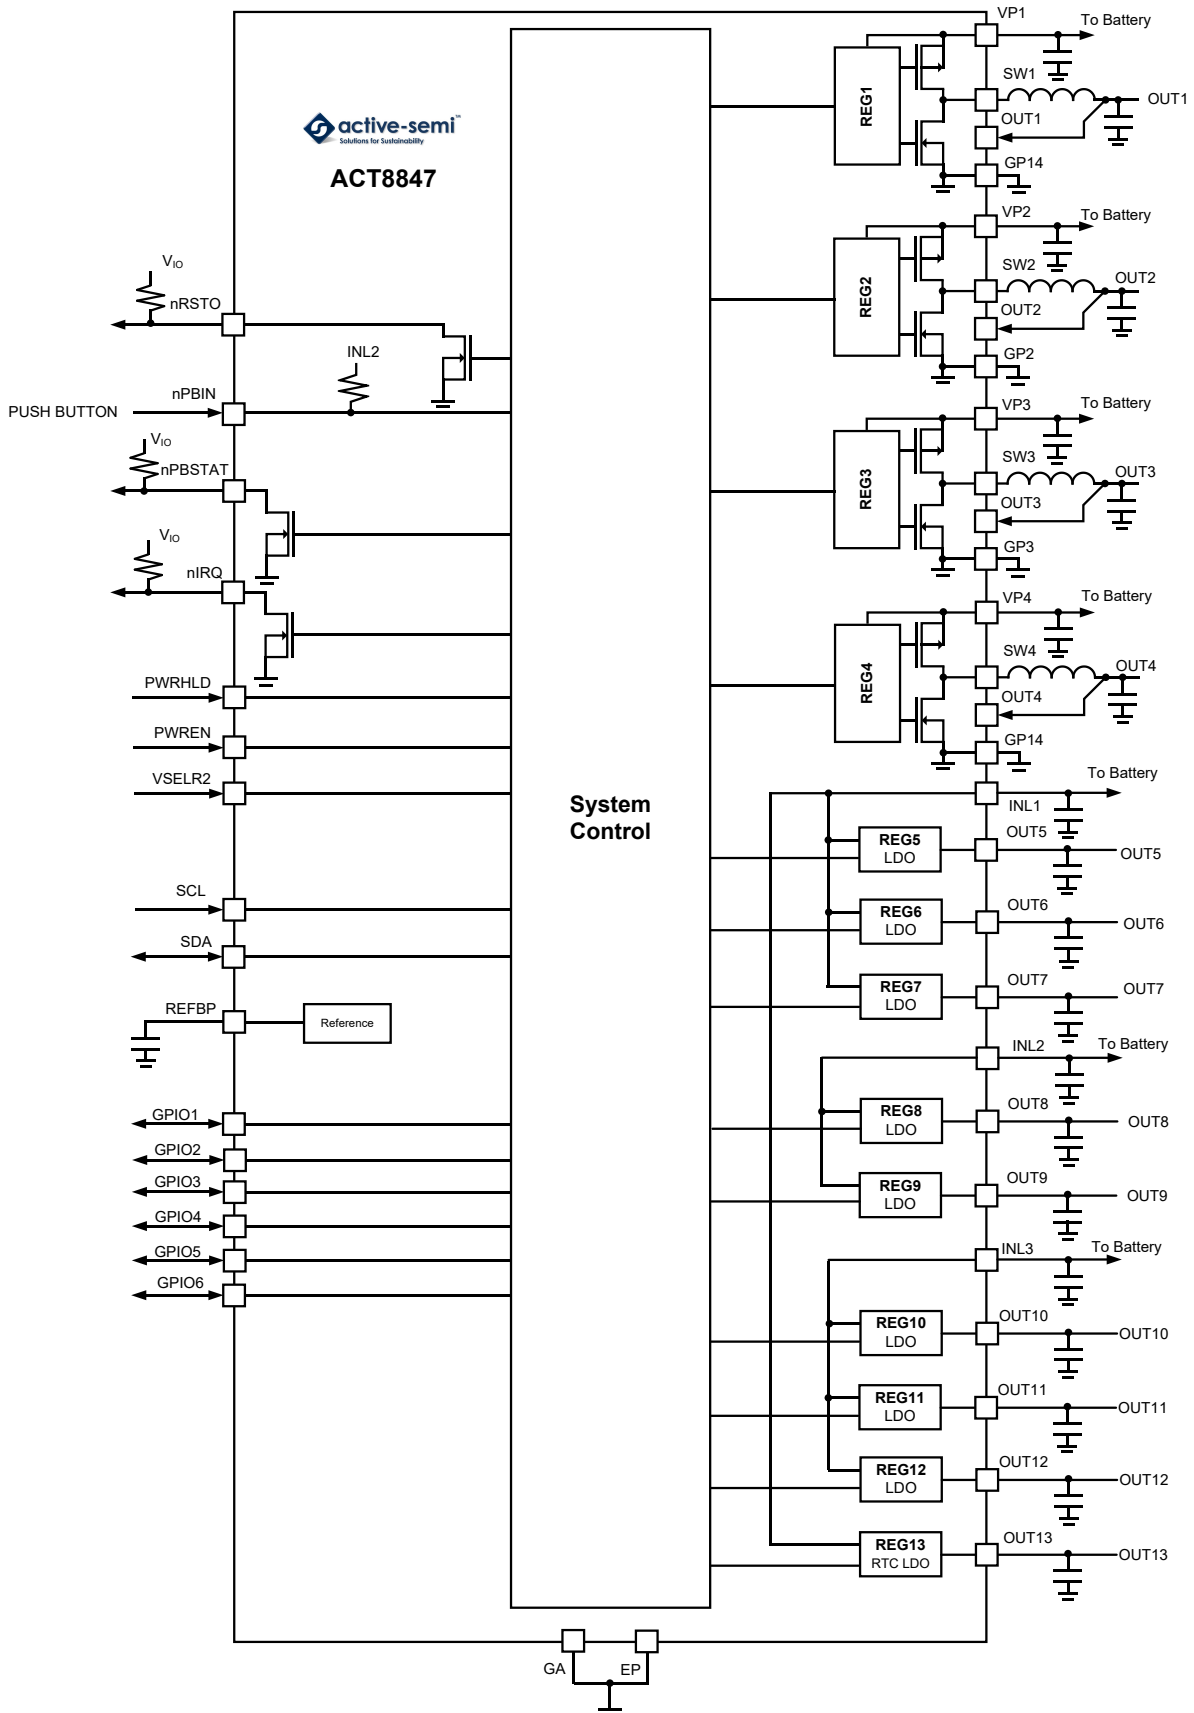 active-semi™
Solutions for Sustainability
ACT8847
V_IO
nRSTO
INL2
nPBIN
PUSH BUTTON
V_IO
nPBSTAT
V_IO
nIRQ
PWRHLD
PWREN
VSELR2
SCL
SDA
REFBP
Reference
GPIO1
GPIO2
GPIO3
GPIO4
GPIO5
GPIO6
System
Control
VP1
To Battery
REG1
SW1
OUT1
OUT1
GP14
VP2
To Battery
REG2
SW2
OUT2
OUT2
GP2
VP3
To Battery
REG3
SW3
OUT3
OUT3
GP3
VP4
To Battery
REG4
SW4
OUT4
OUT4
GP14
To Battery
INL1
REG5
LDO
OUT5
OUT5
REG6
LDO
OUT6
OUT6
REG7
LDO
OUT7
OUT7
INL2
To Battery
REG8
LDO
OUT8
OUT8
REG9
LDO
OUT9
OUT9
INL3
To Battery
REG10
LDO
OUT10
OUT10
REG11
LDO
OUT11
OUT11
REG12
LDO
OUT12
OUT12
REG13
RTC LDO
OUT13
OUT13
GA
EP